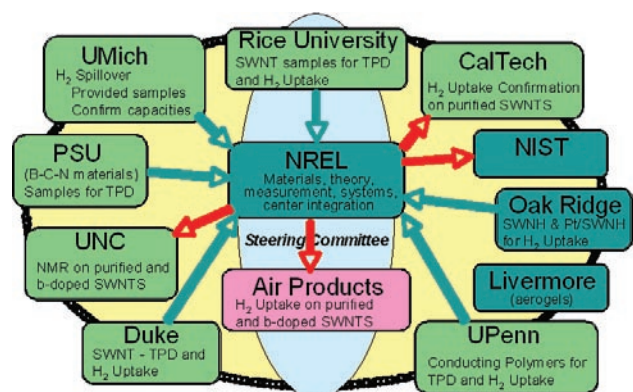 UMich
H2 Spillover
Provided samples
Confirm capacities
Rice University
SWNT samples for TPD
and H2 Uptake
CalTech
H2 Uptake Confirmation
on purified SWNTS
PSU
(B-C-N materials)
Samples for TPD
NREL
Materials, theory,
measurement, systems,
center integration
NIST
Oak Ridge
SWNH & Pt/SWNH
for H2 Uptake
UNC
NMR on purified and
b-doped SWNTS
Steering Committee
Air Products
H2 Uptake on purified
and b-doped SWNTS
Livermore
(aerogels)
Duke
SWNT - TPD and
H2 Uptake
UPenn
Conducting Polymers for
TPD and H2 Uptake